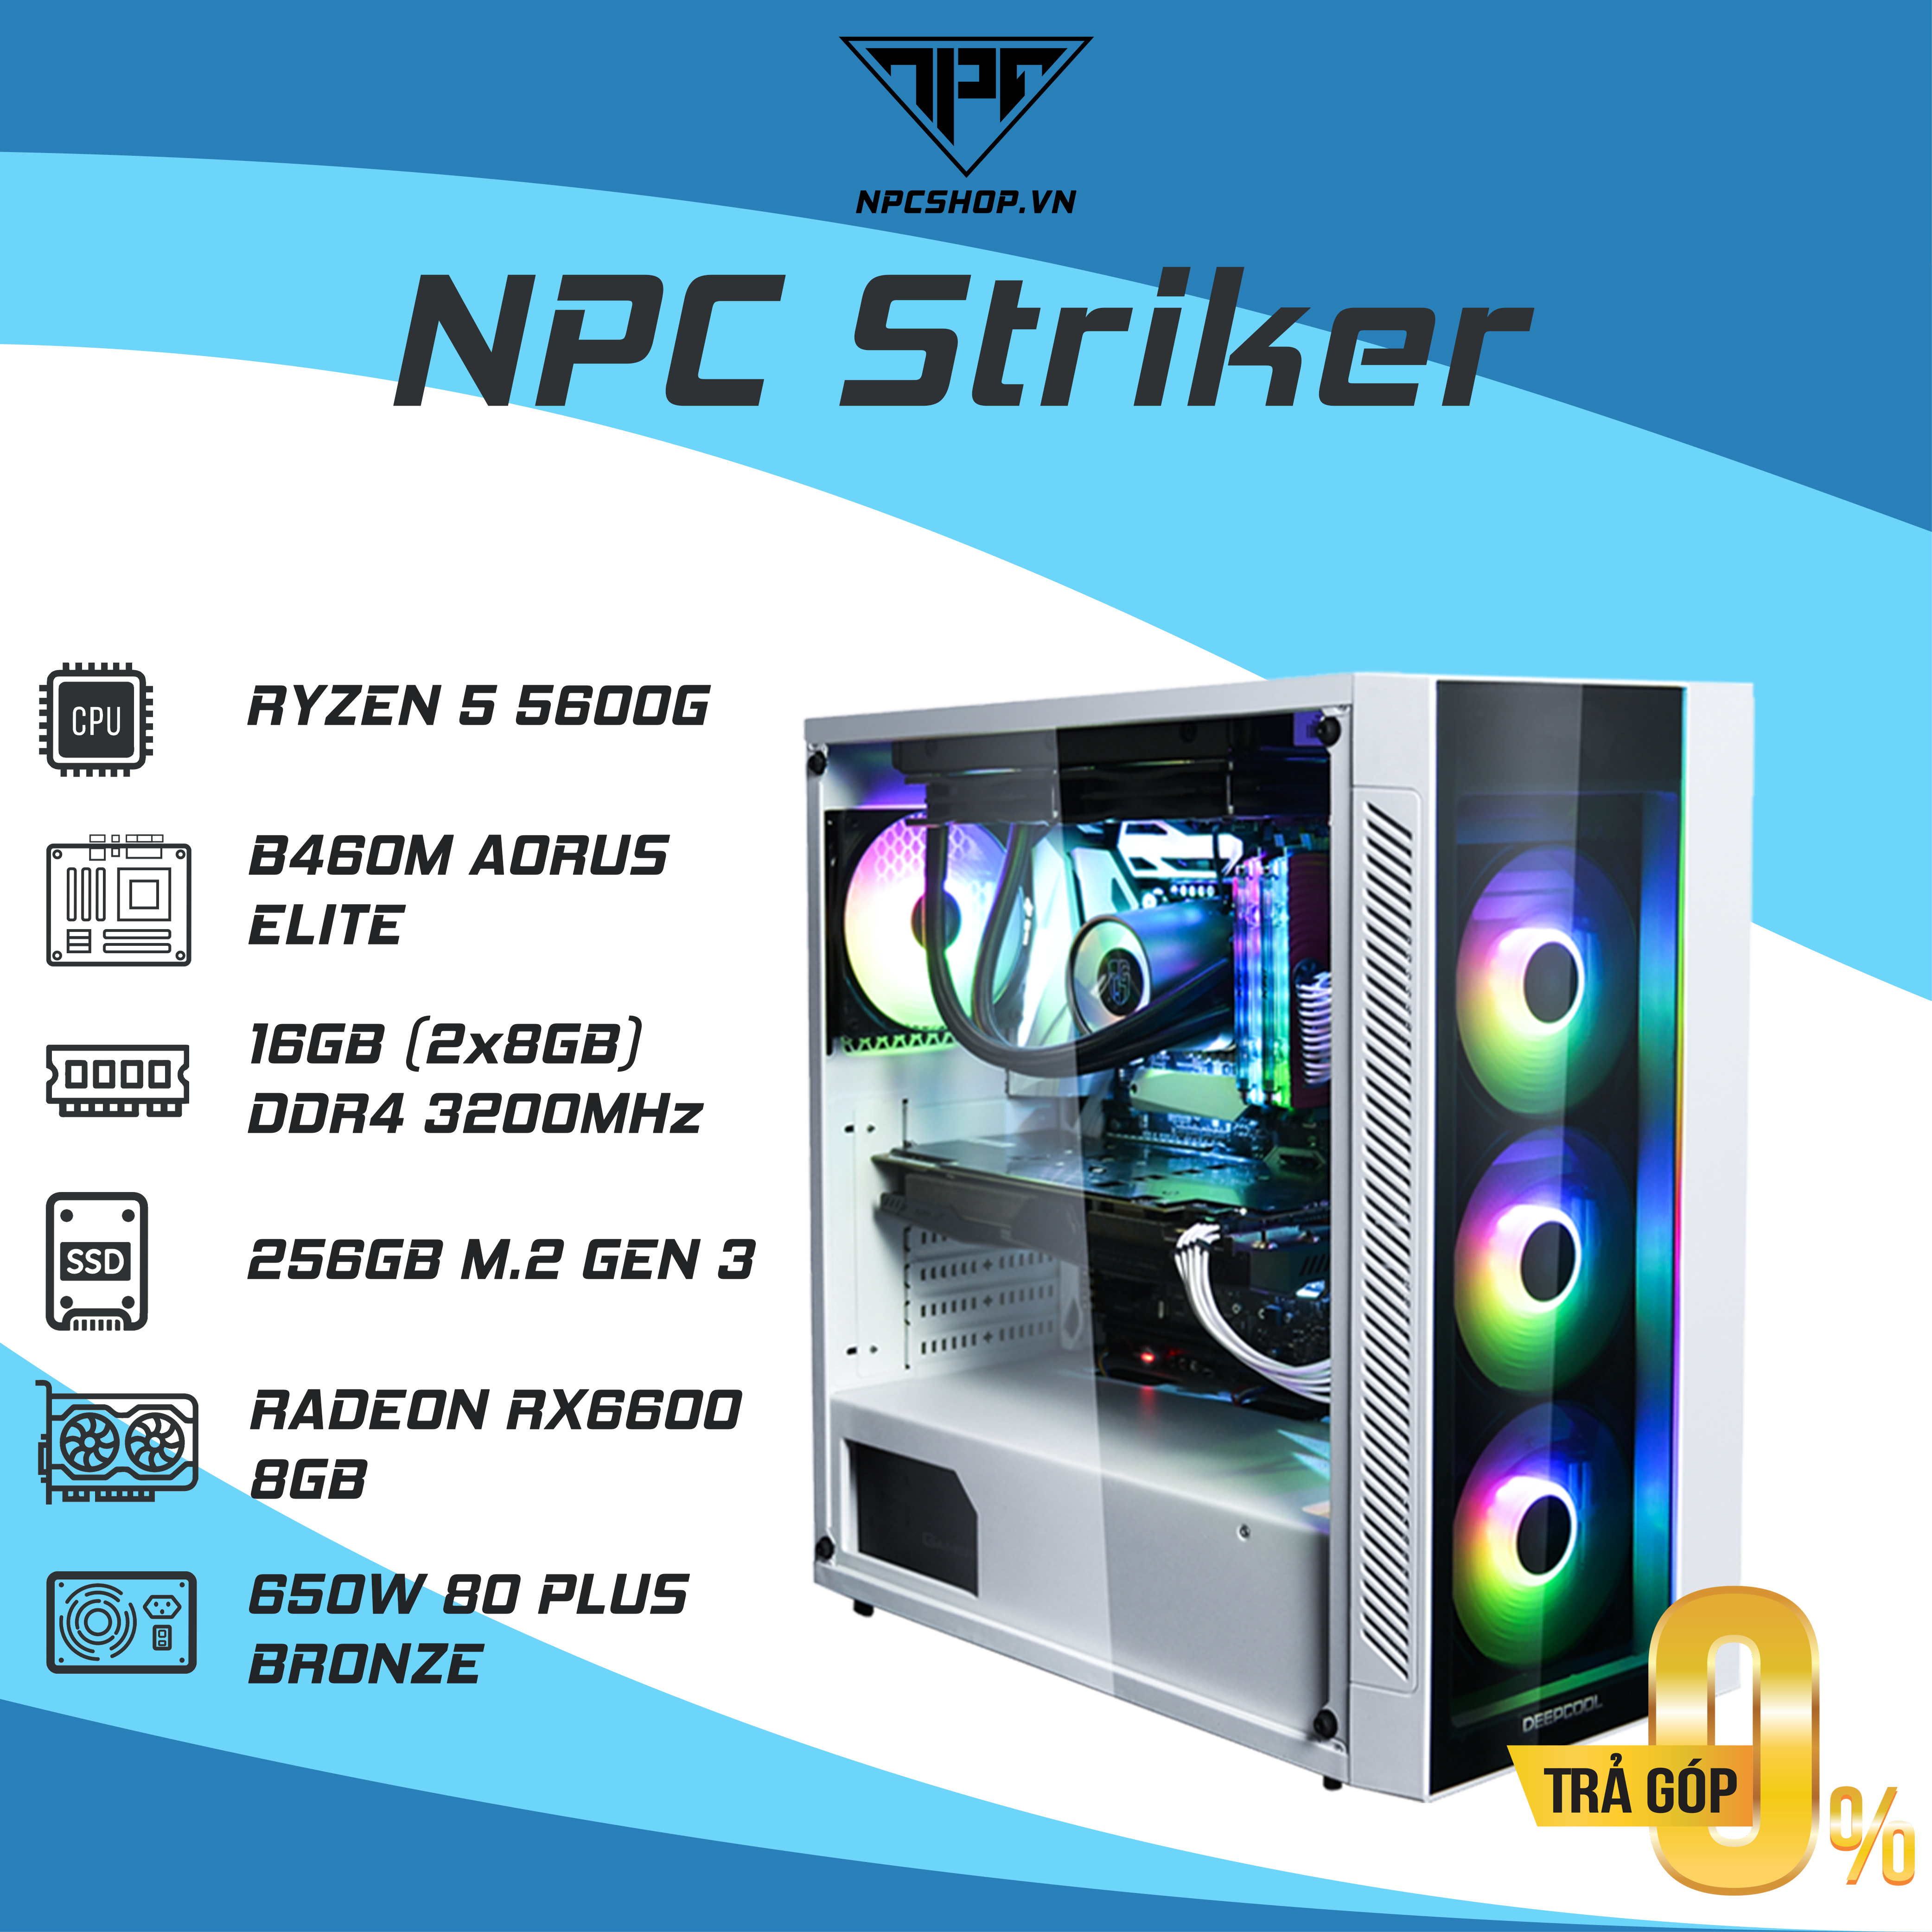 NPC
NPCSHOP.VN
NPC Striker
CPU
RYZEN 5 5600G
B460M AORUS
ELITE
16GB (2x8GB)
DDR4 3200MHz
SSD
256GB M.2 GEN 3
RADEON RX6600
8GB
650W 80 PLUS
BRONZE
DEEPCOOL
TRẢ GÓP
0%